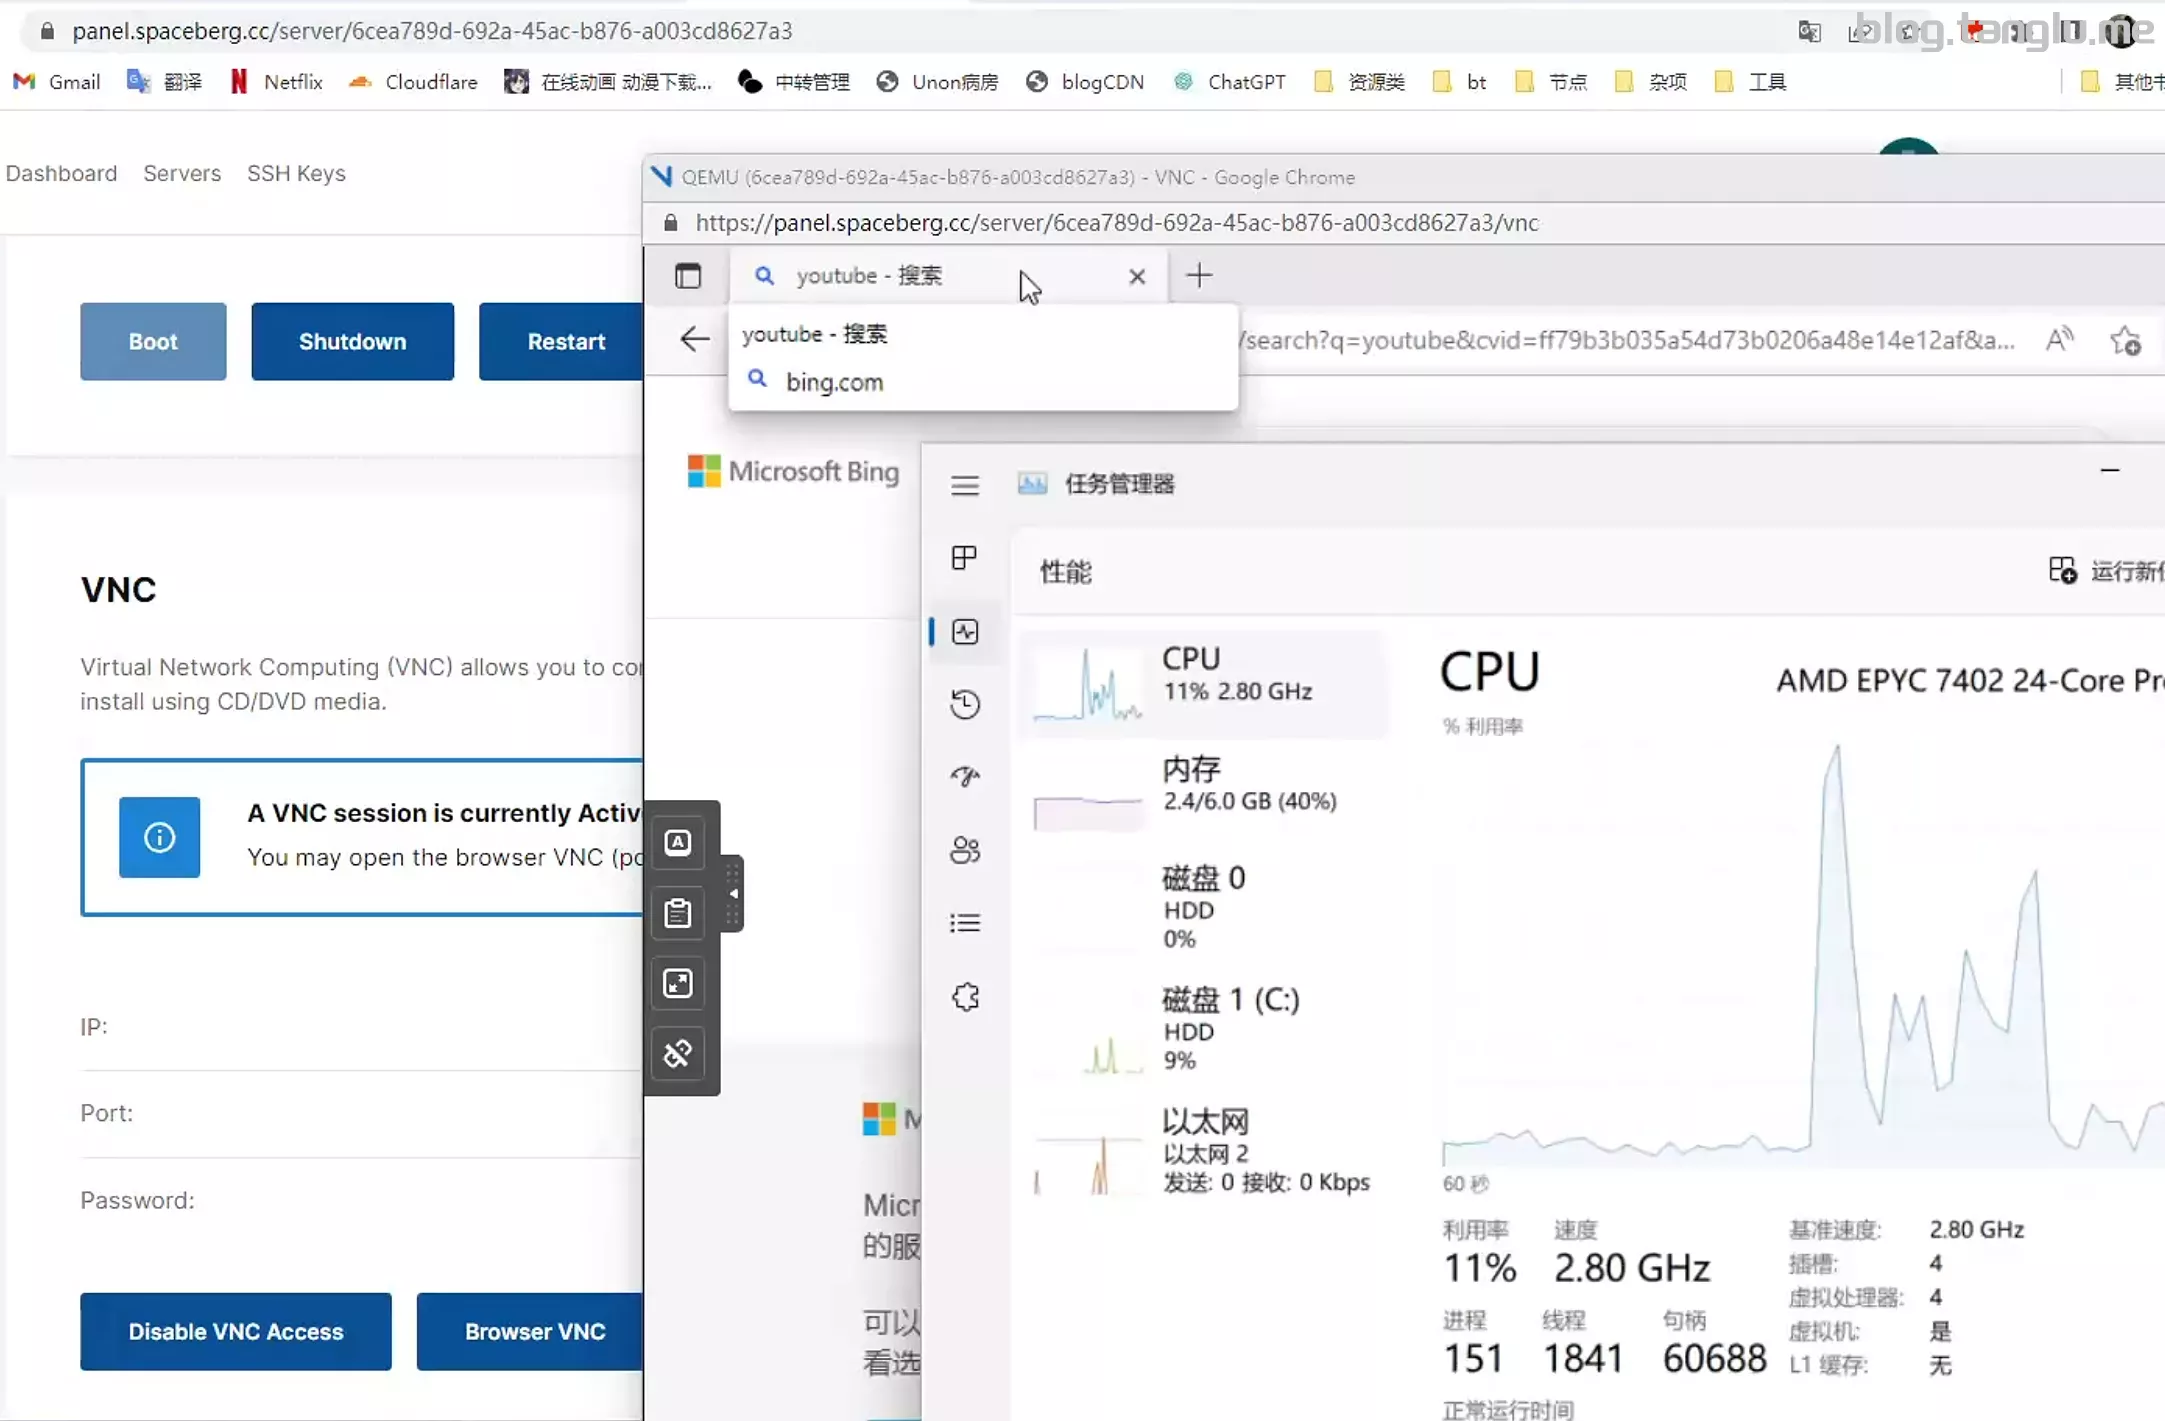 panel.spaceberg.cc/server/6cea789d-692a-45ac-b876-a003cd8627a3
blog.tanglu.me
Gmail 翻译 Netflix Cloudflare 在线动画 动漫下载... 中转管理 Unon病房 blogCDN ChatGPT 资源类 bt 节点 杂项 工具 其他书
Dashboard Servers SSH Keys
QEMU (6cea789d-692a-45ac-b876-a003cd8627a3) - VNC - Google Chrome
https://panel.spaceberg.cc/server/6cea789d-692a-45ac-b876-a003cd8627a3/vnc
youtube - 搜索
youtube - 搜索
/search?q=youtube&cvid=ff79b3b035a54d73b0206a48e14e12af&a...
bing.com
Boot Shutdown Restart
Microsoft Bing
任务管理器
性能
运行新
VNC
Virtual Network Computing (VNC) allows you to co
install using CD/DVD media.
A VNC session is currently Activ
You may open the browser VNC (po
IP:
Port:
Password:
Disable VNC Access Browser VNC
M
Micr
的服
可以
看选
CPU
11% 2.80 GHz
内存
2.4/6.0 GB (40%)
磁盘 0
HDD
0%
磁盘 1 (C:)
HDD
9%
以太网
以太网 2
发送: 0 接收: 0 Kbps
CPU AMD EPYC 7402 24-Core Pr
% 利用率
60 秒
利用率 速度
11% 2.80 GHz
进程 线程 句柄
151 1841 60688
正常运行时间
基准速度: 2.80 GHz
插槽: 4
虚拟处理器: 4
虚拟机: 是
L1 缓存: 无